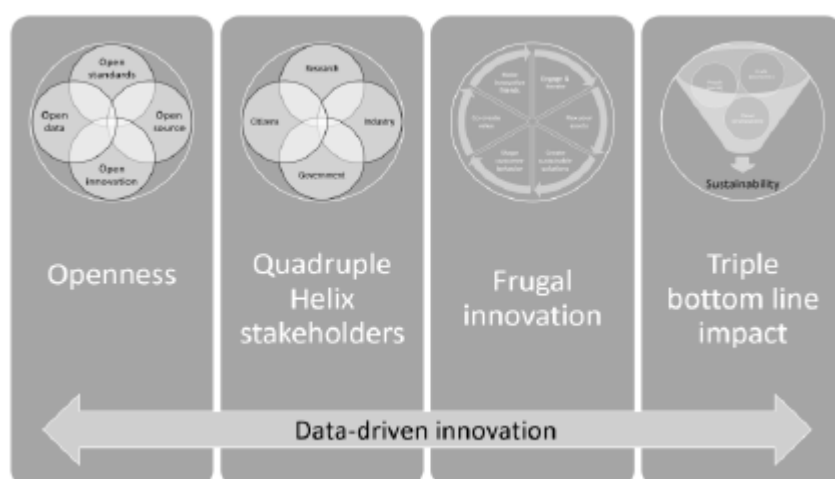 Open
standards
Open
data
Open
source
Open
innovation
Research
Citizens
Industry
Government
Engage &
Sustainability
Openness
Quadruple
Helix
stakeholders
Frugal
innovation
Triple
bottom line
impact
Data-driven innovation